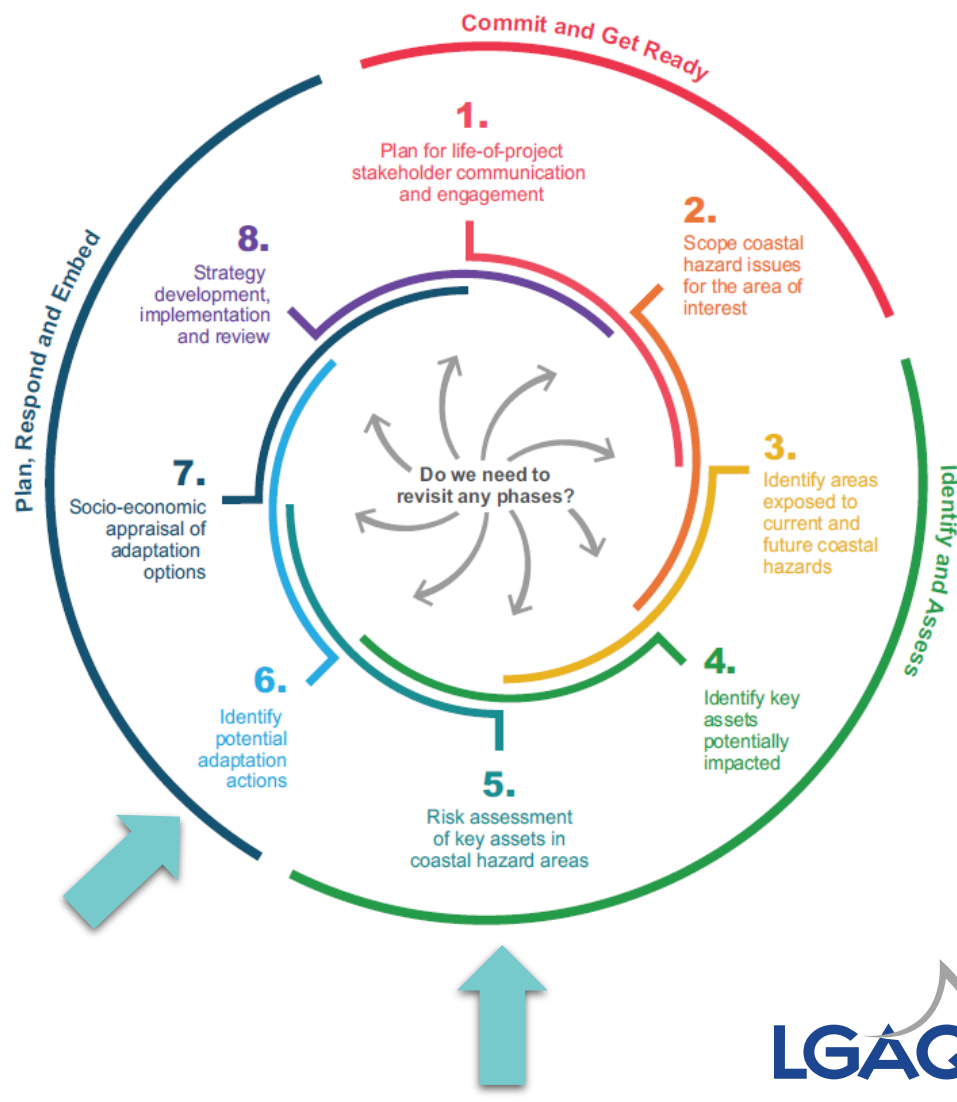 Commit and Get Ready
1.
Plan for life-of-project
stakeholder communication
and engagement
2.
Scope coastal
hazard issues
for the area of
interest
3.
Identify areas
exposed to
current and
future coastal
hazards
Identify and Assess
4.
Identify key
assets
potentially
impacted
5.
Risk assessment
of key assets in
coastal hazard areas
6.
Identify
potential
adaptation
actions
7.
Socio-economic
appraisal of
adaptation
options
8.
Strategy
development,
implementation
and review
Plan, Respond and Embed
Do we need to
revisit any phases?
LGAQ